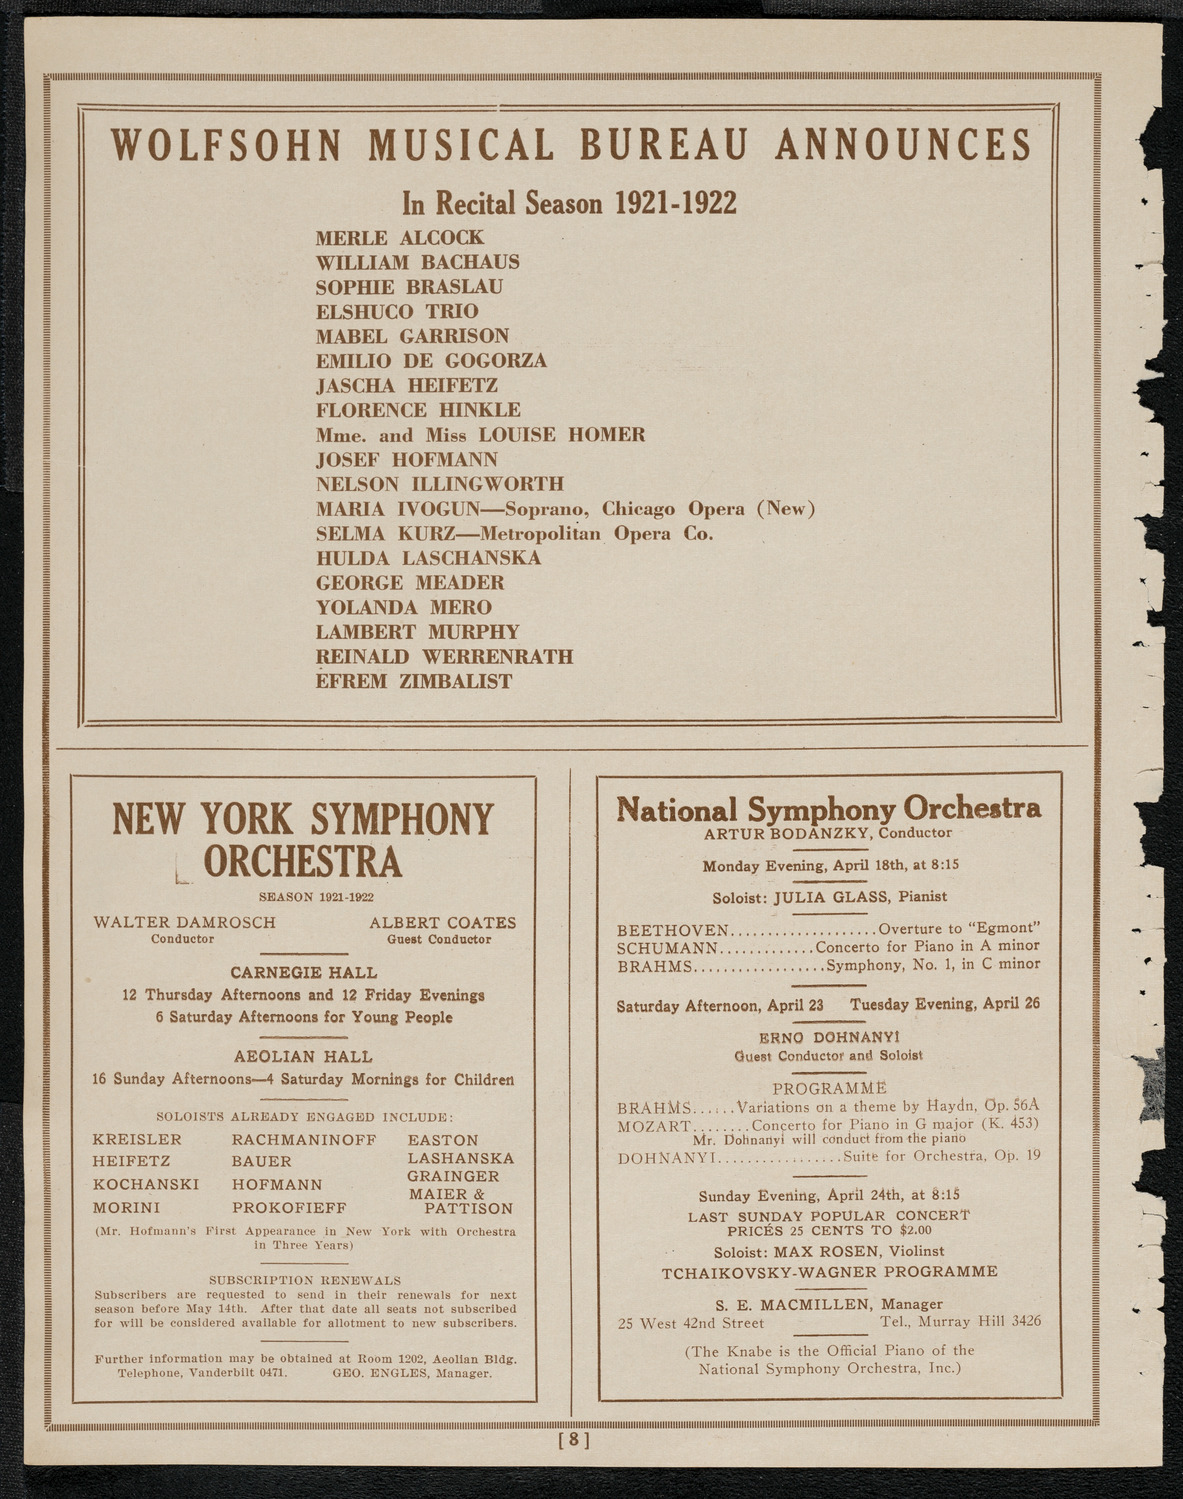 WOLFSOHN MUSICAL BUREAU ANNOUNCES
In Recital Season 1921-1922
MERLE ALCOCK
WILLIAM BACHAUS
SOPHIE BRASLAU
ELSHUCO TRIO
MABEL GARRISON
EMILIO DE GOGORZA
JASCHA HEIFETZ
FLORENCE HINKLE
Mme. and Miss LOUISE HOMER
JOSEF HOFMANN
NELSON ILLINGWORTH
MARIA IVOGUN—Soprano, Chicago Opera (New)
SELMA KURZ—Metropolitan Opera Co.
HULDA LASCHANSKA
GEORGE MEADER
YOLANDA MERO
LAMBERT MURPHY
REINALD WERRENRATH
EFREM ZIMBALIST
NEW YORK SYMPHONY
ORCHESTRA
SEASON 1921-1922
WALTER DAMROSCH ALBERT COATES
Conductor Guest Conductor
CARNEGIE HALL
12 Thursday Afternoons and 12 Friday Evenings
6 Saturday Afternoons for Young People
AEOLIAN HALL
16 Sunday Afternoons—4 Saturday Mornings for Children
SOLOISTS ALREADY ENGAGED INCLUDE:
KREISLER RACHMANINOFF EASTON
HEIFETZ BAUER LASHANSKA
KOCHANSKI HOFMANN GRAINGER
MORINI PROKOFIEFF MAIER &
PATTISON
(Mr. Hofmann's First Appearance in New York with Orchestra
in Three Years)
SUBSCRIPTION RENEWALS
Subscribers are requested to send in their renewals for next
season before May 14th. After that date all seats not subscribed
for will be considered available for allotment to new subscribers.
Further information may be obtained at Room 1202, Aeolian Bldg.
Telephone, Vanderbilt 0471. GEO. ENGLES, Manager.
National Symphony Orchestra
ARTUR BODANZKY, Conductor
Monday Evening, April 18th, at 8:15
Soloist: JULIA GLASS, Pianist
BEETHOVEN....................Overture to "Egmont"
SCHUMANN.............Concerto for Piano in A minor
BRAHMS..................Symphony, No. 1, in C minor
Saturday Afternoon, April 23 Tuesday Evening, April 26
ERNO DOHNANYI
Guest Conductor and Soloist
PROGRAMME
BRAHMS......Variations on a theme by Haydn, Op. 56A
MOZART........Concerto for Piano in G major (K. 453)
Mr. Dohnanyi will conduct from the piano
DOHNANYI.................Suite for Orchestra, Op. 19
Sunday Evening, April 24th, at 8:15
LAST SUNDAY POPULAR CONCERT
PRICES 25 CENTS TO $2.00
Soloist: MAX ROSEN, Violinst
TCHAIKOVSKY-WAGNER PROGRAMME
S. E. MACMILLEN, Manager
25 West 42nd Street Tel., Murray Hill 3426
(The Knabe is the Official Piano of the
National Symphony Orchestra, Inc.)
[ 8 ]